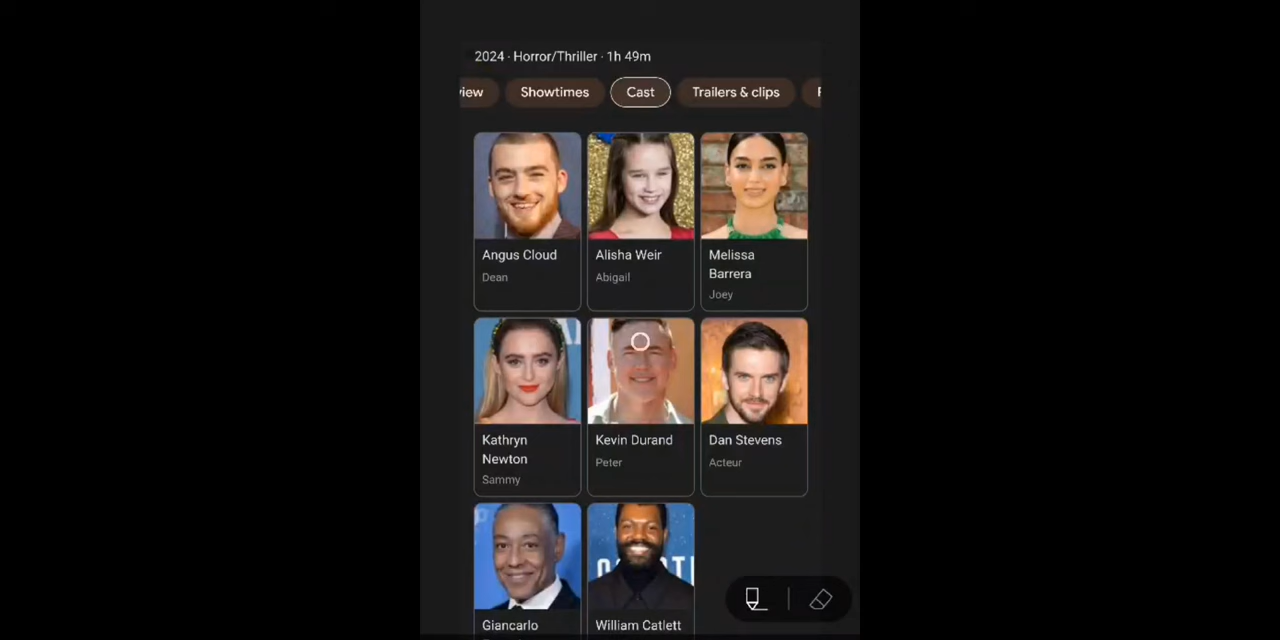 2024 · Horror/Thriller · 1h 49m
view
Showtimes
Cast
Trailers & clips
Angus Cloud
Dean
Alisha Weir
Abigail
Melissa
Barrera
Joey
Kathryn
Newton
Sammy
Kevin Durand
Peter
Dan Stevens
Acteur
Giancarlo
William Catlett